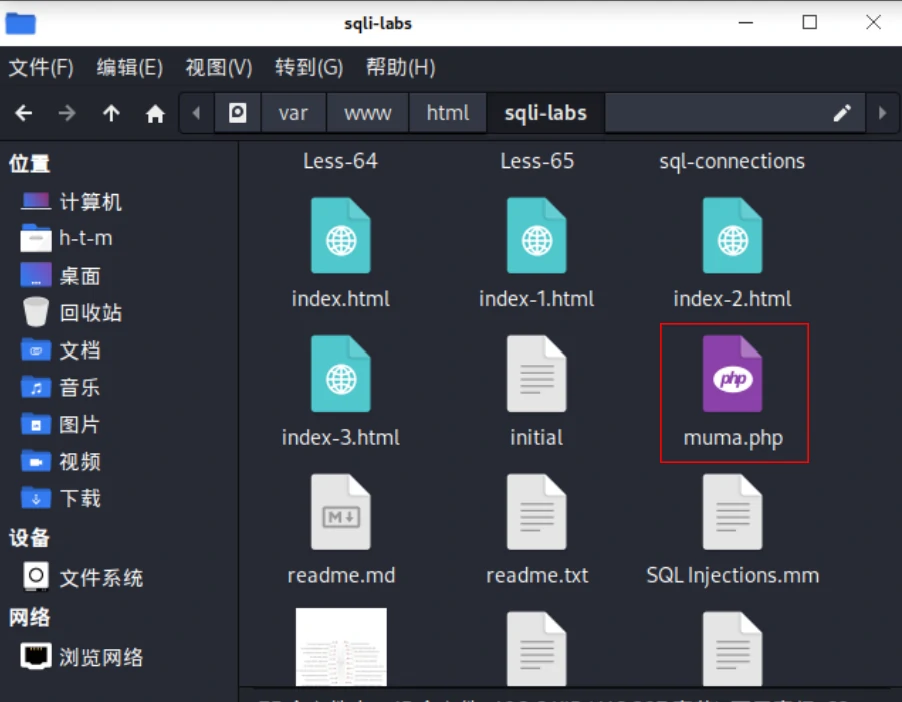 sqli-labs
文件(F) 编辑(E) 视图(V) 转到(G) 帮助(H)
var www html sqli-labs
位置
计算机
h-t-m
桌面
回收站
文档
音乐
图片
视频
下载
设备
文件系统
网络
浏览网络
Less-64 Less-65 sql-connections
index.html index-1.html index-2.html
index-3.html initial muma.php
php
M
readme.md readme.txt SQL Injections.mm